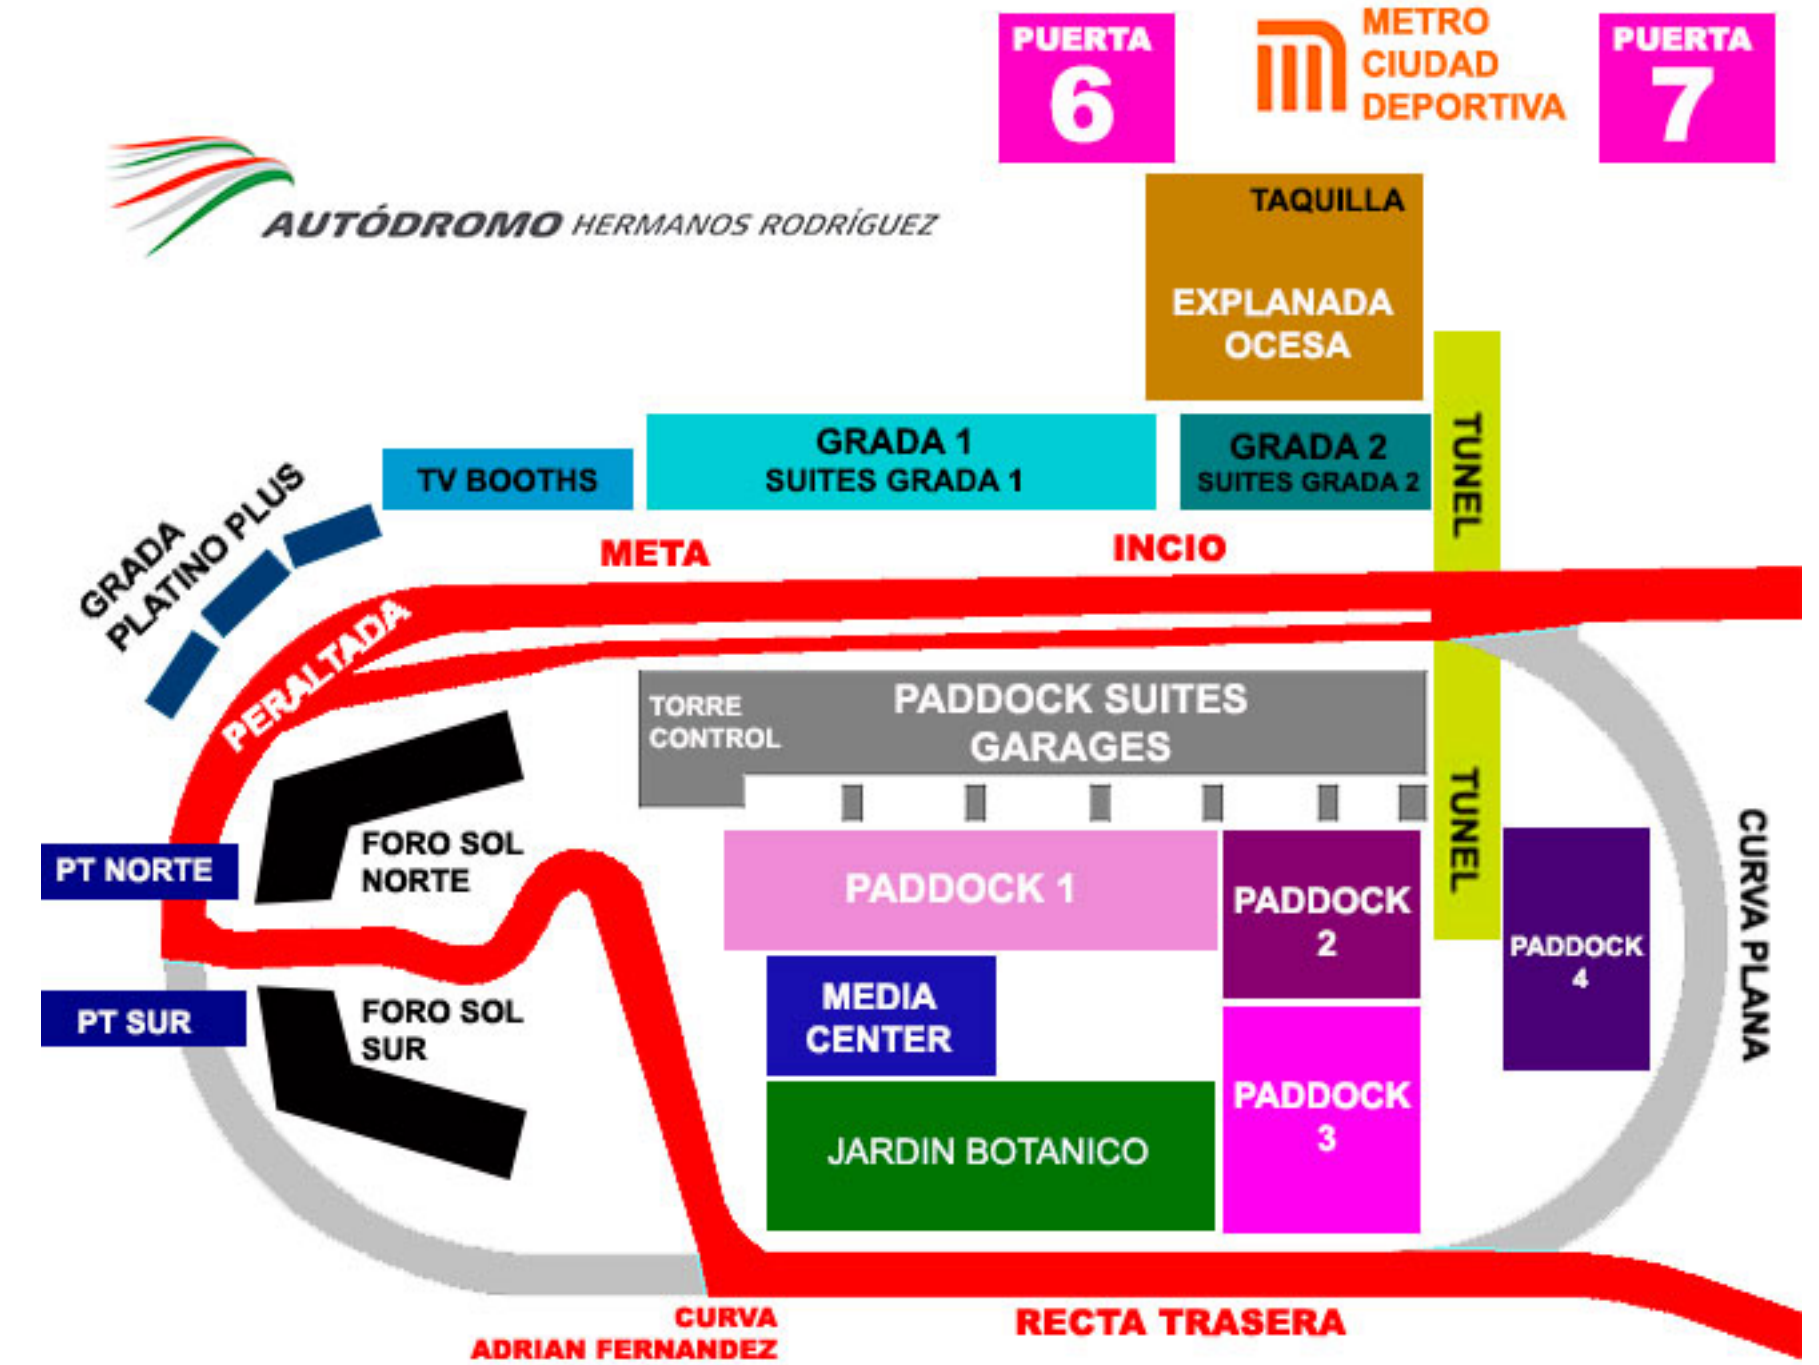 PUERTA
6
METRO
CIUDAD
DEPORTIVA
PUERTA
7
AUTÓDROMO HERMANOS RODRÍGUEZ
TAQUILLA
EXPLANADA
OCESA
TUNEL
GRADA 1
SUITES GRADA 1
GRADA 2
SUITES GRADA 2
TV BOOTHS
GRADA
PLATINO PLUS
META
INCIO
PERALTADA
TORRE
CONTROL
PADDOCK SUITES
GARAGES
TUNEL
CURVA PLANA
FORO SOL
NORTE
PT NORTE
PADDOCK 1
PADDOCK
2
PADDOCK
4
MEDIA
CENTER
PT SUR
FORO SOL
SUR
PADDOCK
3
JARDIN BOTANICO
CURVA
ADRIAN FERNANDEZ
RECTA TRASERA